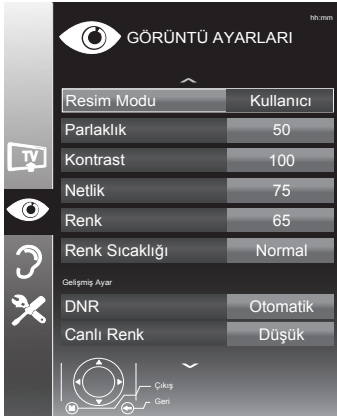 hh:mm
GÖRÜNTÜ AYARLARI
Resim Modu Kullanıcı
Parlaklık 50
Kontrast 100
Netlik 75
Renk 65
Renk Sıcaklığı Normal
Gelişmiş Ayar
DNR Otomatik
Canlı Renk Düşük
Çıkış
Geri
TV